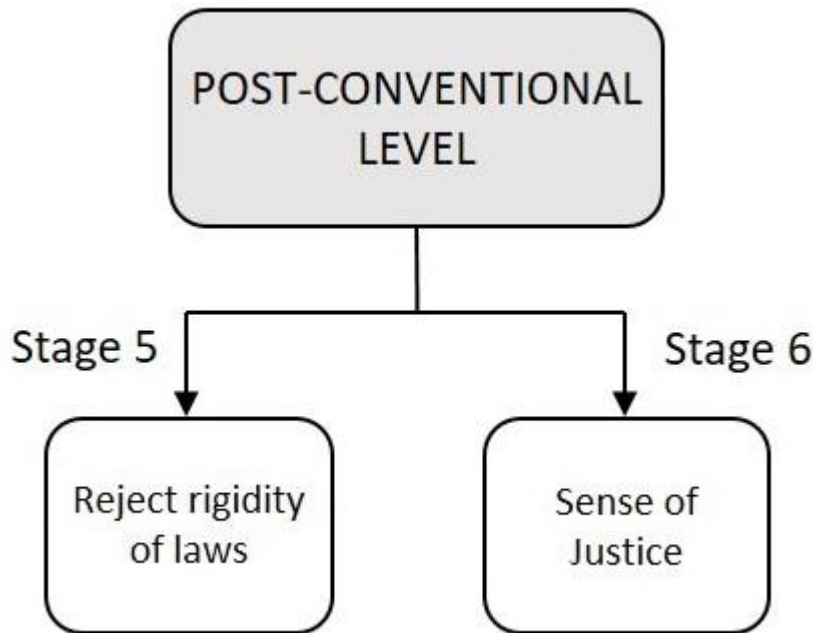 POST-CONVENTIONAL
LEVEL
Stage 5
Stage 6
Reject rigidity
of laws
Sense of
Justice